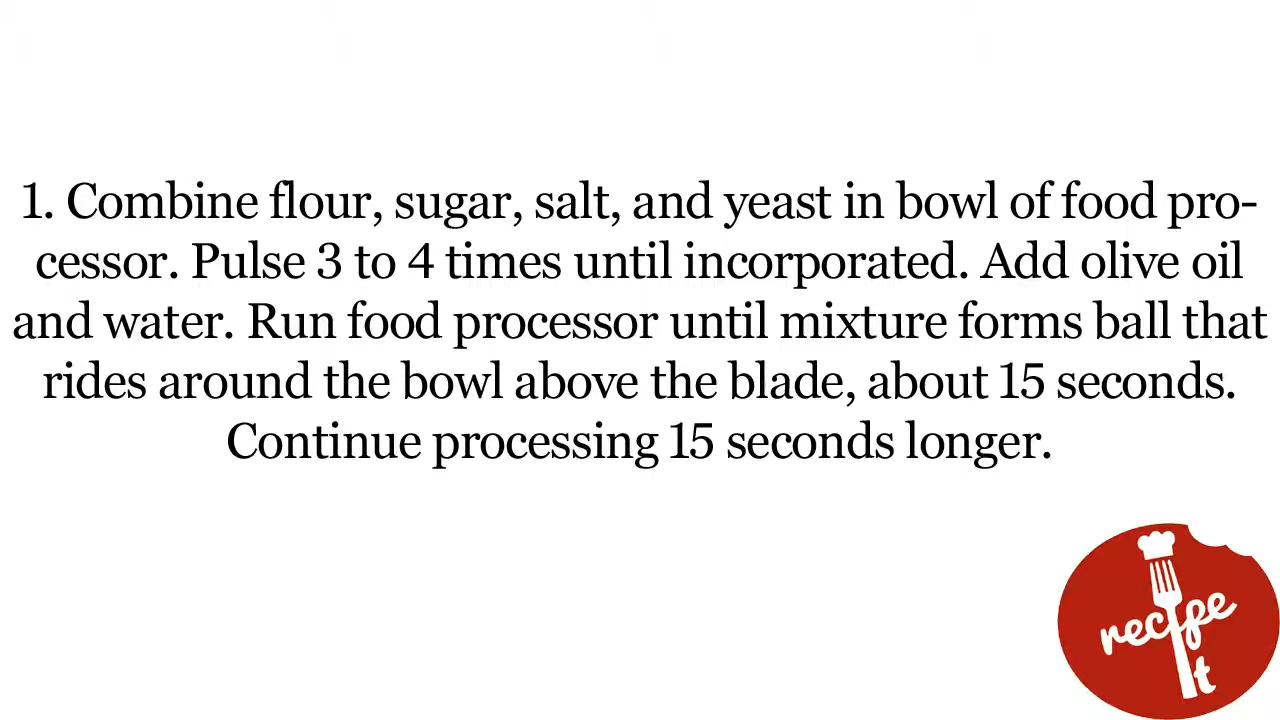 1. Combine flour, sugar, salt, and yeast in bowl of food pro-
cessor. Pulse 3 to 4 times until incorporated. Add olive oil
and water. Run food processor until mixture forms ball that
rides around the bowl above the blade, about 15 seconds.
Continue processing 15 seconds longer.
recipe
It